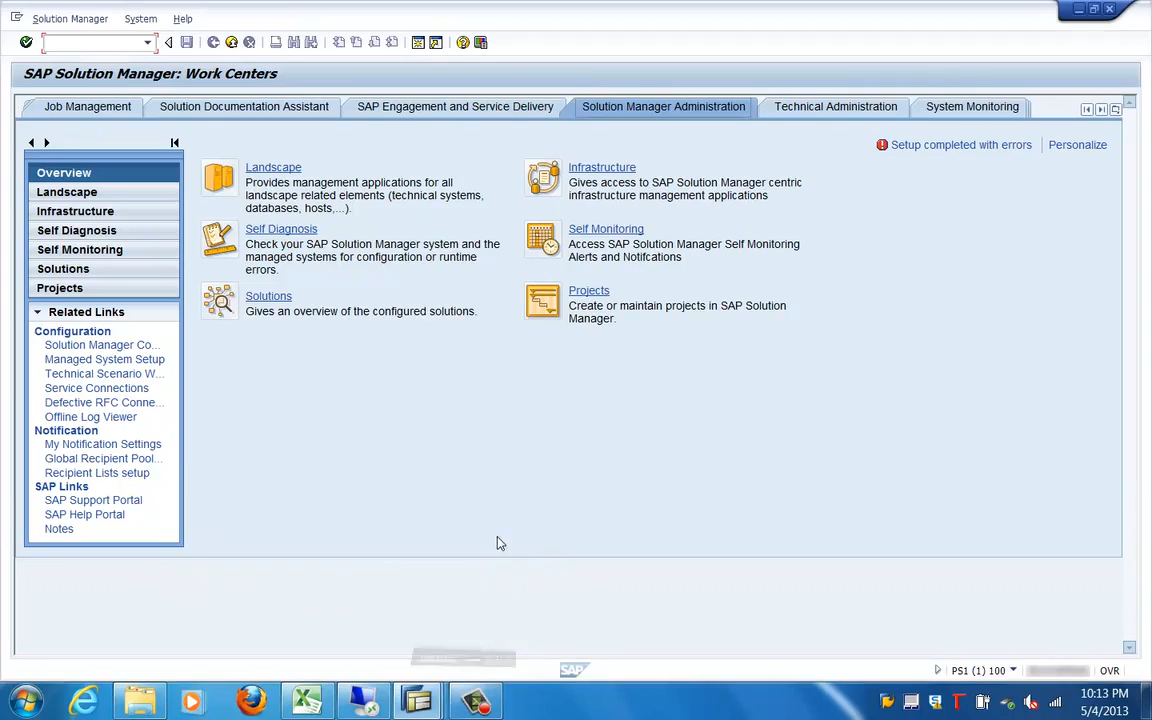 Solution Manager System Help
SAP Solution Manager: Work Centers
Job Management Solution Documentation Assistant SAP Engagement and Service Delivery Solution Manager Administration Technical Administration System Monitoring
Setup completed with errors Personalize
Overview
Landscape
Infrastructure
Self Diagnosis
Self Monitoring
Solutions
Projects
Related Links
Configuration
Solution Manager Co...
Managed System Setup
Technical Scenario W...
Service Connections
Defective RFC Conne...
Offline Log Viewer
Notification
My Notification Settings
Global Recipient Pool...
Recipient Lists setup
SAP Links
SAP Support Portal
SAP Help Portal
Notes
Landscape
Provides management applications for all
landscape related elements (technical systems,
databases, hosts,...).
Infrastructure
Gives access to SAP Solution Manager centric
infrastructure management applications
Self Diagnosis
Check your SAP Solution Manager system and the
managed systems for configuration or runtime
errors.
Self Monitoring
Access SAP Solution Manager Self Monitoring
Alerts and Notifcations
Solutions
Gives an overview of the configured solutions.
Projects
Create or maintain projects in SAP Solution
Manager.
SAP
PS1 (1) 100 OVR
10:13 PM
5/4/2013